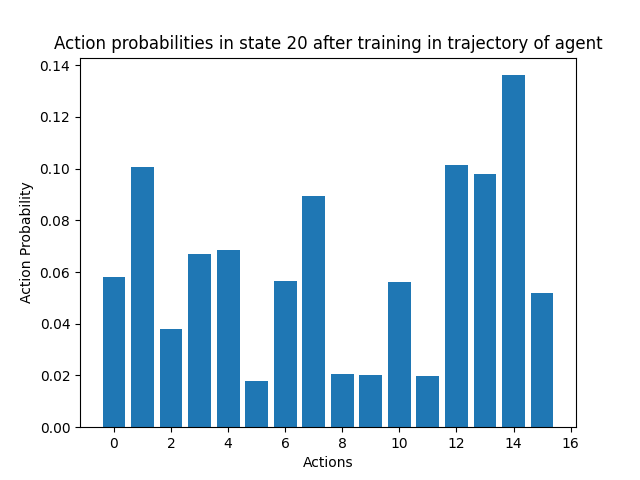 Action probabilities in state 20 after training in trajectory of agent
0.14
0.12
0.10
0.08
0.06
0.04
0.02
0.00
Action Probability
0 2 4 6 8 10 12 14 16
Actions